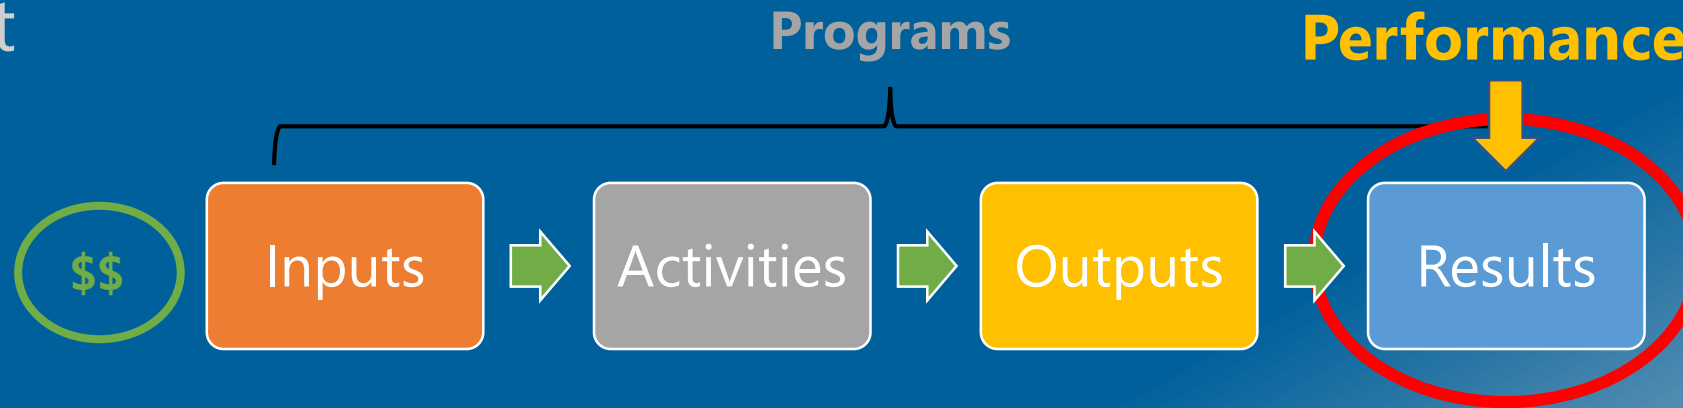 t
Programs
Performance
$$
Inputs
Activities
Outputs
Results